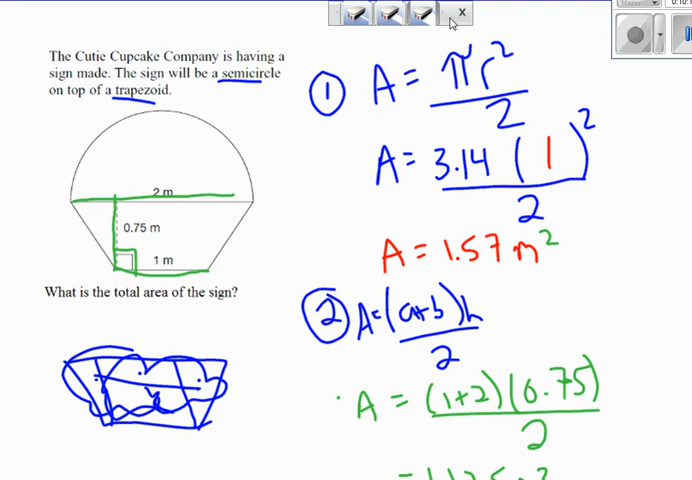 The Cutie Cupcake Company is having a
sign made. The sign will be a semicircle
on top of a trapezoid.
2 m
0.75 m
1 m
What is the total area of the sign?
① A = πr²/2
A = 3.14 (1)²/2
A = 1.57 m²
② A=(a+b)h/2
A = (1+2)(0.75)/2
x